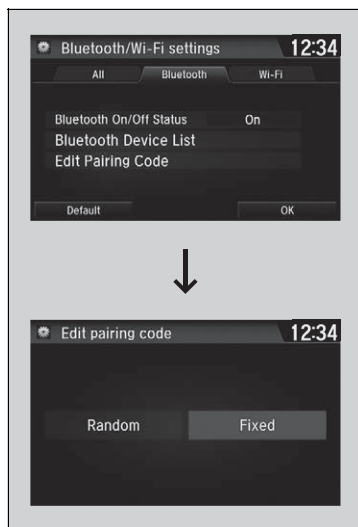 Bluetooth/Wi-Fi settings 12:34
All Bluetooth Wi-Fi
Bluetooth On/Off Status On
Bluetooth Device List
Edit Pairing Code
Default OK
Edit pairing code 12:34
Random Fixed